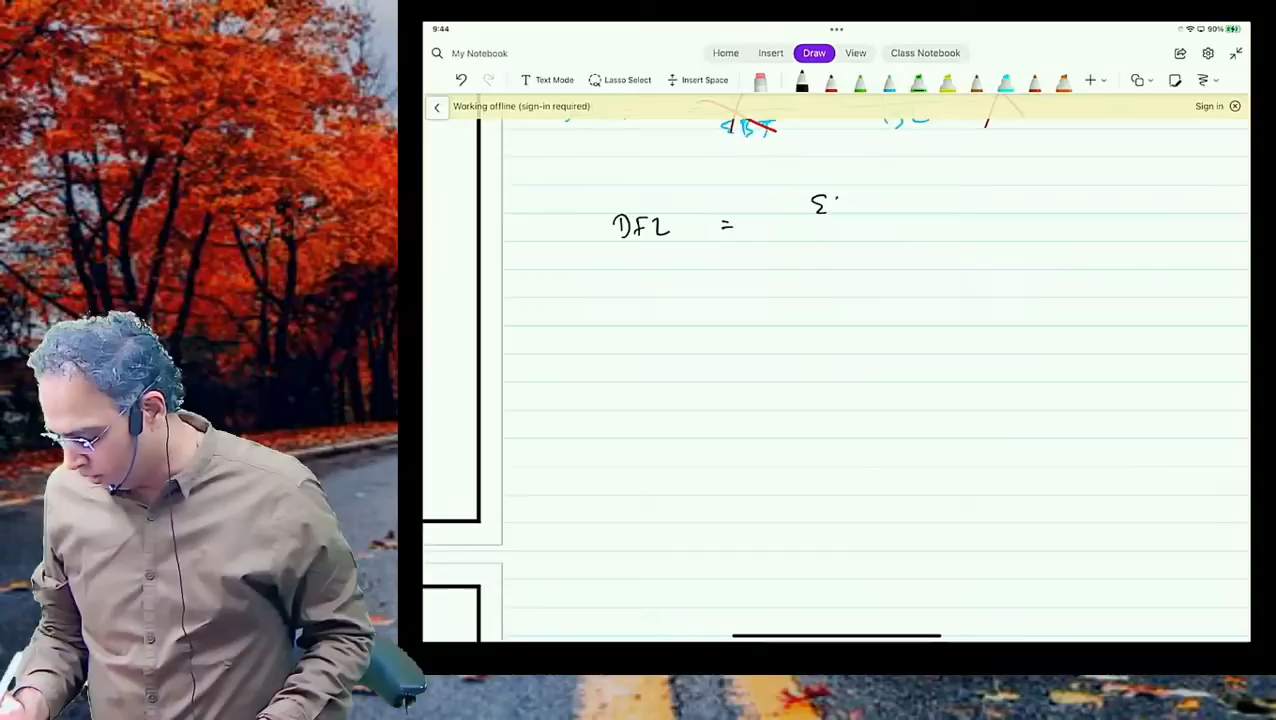 9:44
90%
My Notebook
Home Insert Draw View Class Notebook
Text Mode Lasso Select Insert Space
Working offline (sign-in required) Sign in
DFL =